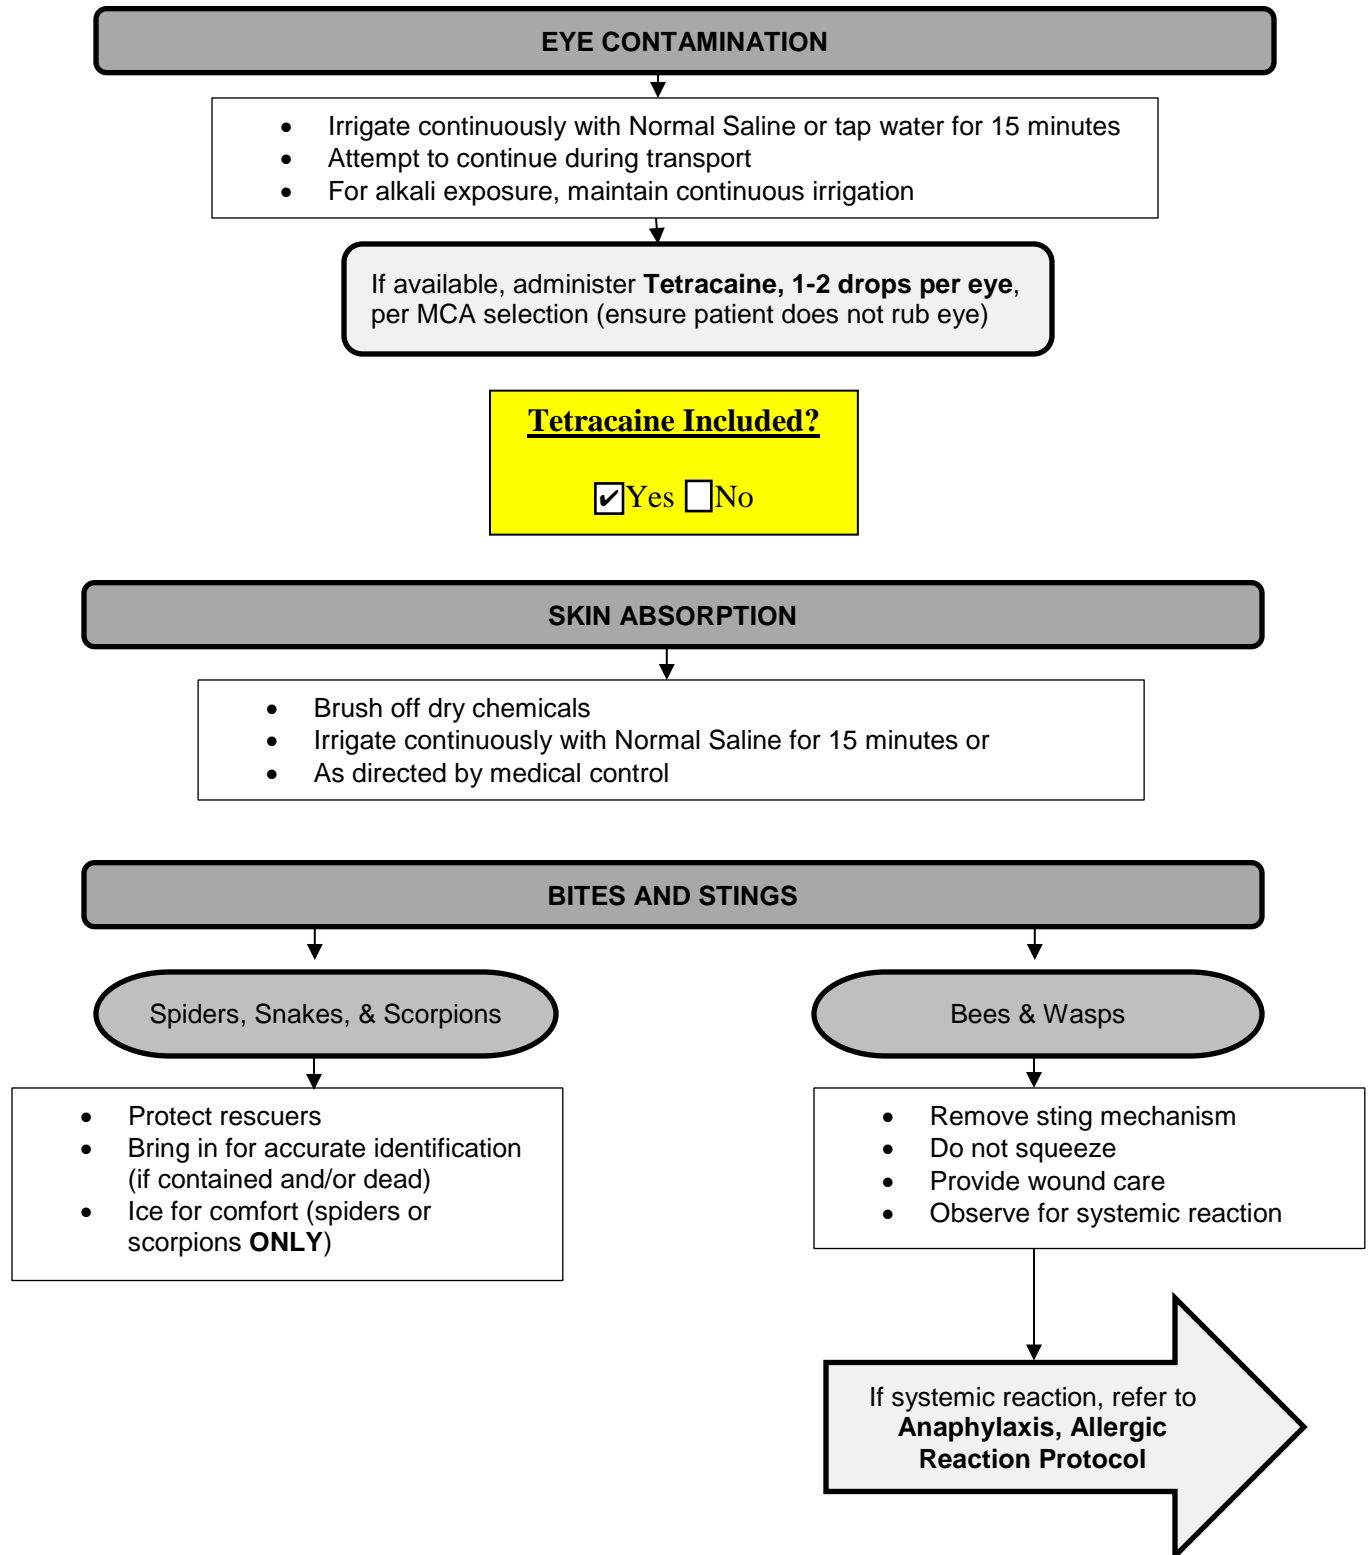 EYE CONTAMINATION
• Irrigate continuously with Normal Saline or tap water for 15 minutes
• Attempt to continue during transport
• For alkali exposure, maintain continuous irrigation
If available, administer Tetracaine, 1-2 drops per eye,
per MCA selection (ensure patient does not rub eye)
Tetracaine Included?
☑Yes ☐No
SKIN ABSORPTION
• Brush off dry chemicals
• Irrigate continuously with Normal Saline for 15 minutes or
• As directed by medical control
BITES AND STINGS
Spiders, Snakes, & Scorpions
• Protect rescuers
• Bring in for accurate identification
(if contained and/or dead)
• Ice for comfort (spiders or
scorpions ONLY)
Bees & Wasps
• Remove sting mechanism
• Do not squeeze
• Provide wound care
• Observe for systemic reaction
If systemic reaction, refer to
Anaphylaxis, Allergic
Reaction Protocol